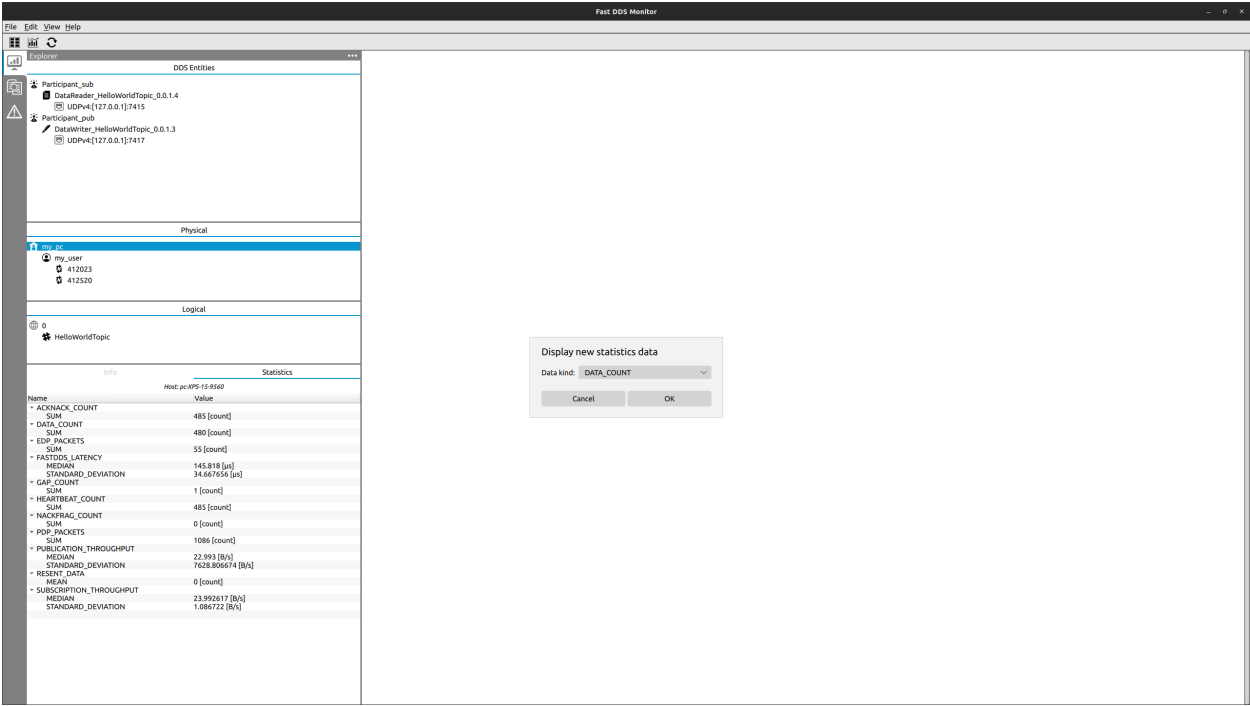 Fast DDS Monitor
File Edit View Help
Explorer
DDS Entities
Participant_sub
DataReader_HelloWorldTopic_0.0.1.4
UDPv4:[127.0.0.1]:7415
Participant_pub
DataWriter_HelloWorldTopic_0.0.1.3
UDPv4:[127.0.0.1]:7417
Physical
my_pc
my_user
412023
412520
Logical
0
HelloWorldTopic
Info Statistics
Host: pc-XPS-15-9560
Name Value
ACKNACK_COUNT
SUM 485 [count]
DATA_COUNT
SUM 480 [count]
EDP_PACKETS
SUM 55 [count]
FASTDDS_LATENCY
MEDIAN 145.818 [μs]
STANDARD_DEVIATION 34.667656 [μs]
GAP_COUNT
SUM 1 [count]
HEARTBEAT_COUNT
SUM 485 [count]
NACKFRAG_COUNT
SUM 0 [count]
PDP_PACKETS
SUM 1086 [count]
PUBLICATION_THROUGHPUT
MEDIAN 22.993 [B/s]
STANDARD_DEVIATION 7628.806674 [B/s]
RESENT_DATA
MEAN 0 [count]
SUBSCRIPTION_THROUGHPUT
MEDIAN 23.992617 [B/s]
STANDARD_DEVIATION 1.086722 [B/s]
Display new statistics data
Data kind: DATA_COUNT
Cancel OK